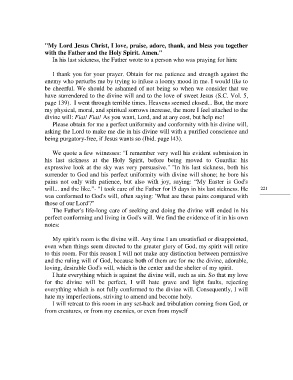 "My Lord Jesus Christ, I love, praise, adore, thank, and bless you together
with the Father and the Holy Spirit. Amen."
In his last sickness, the Father wrote to a person who was praying for him:
I thank you for your prayer. Obtain for me patience and strength against the
enemy who perturbs me by trying to infuse a loomy mood in me. I would like to
be cheerful. We should be ashamed of not being so when we consider that we
have surrendered to the divine will and to the love of sweet Jesus (S.C. Vol. 5,
page 139). I went through terrible times, Heavens seemed closed... But, the more
my physical, moral, and spiritual sorrows increase, the more I feel attached to the
divine will: Fiat! Fiat! As you want, Lord, and at any cost, but help me!
Please obtain for me a perfect uniformity and conformity with his divine will,
asking the Lord to make me die in his divine will with a purified conscience and
being purgatory-free, if Jesus wants so (Ibid. page 143).
We quote a few witnesses: "I remember very well his evident submission in
his last sickness at the Holy Spirit, before being moved to Guardia: his
expressive look at the sky was very persuasive." "In his last sickness, both his
surrender to God and his perfect uniformity with divine will shone; he bore his
pains not only with patience, but also with joy, saying: "My Easter is God's
will... and the like."- "I took care of the Father for l5 days in his last sickness. He
was conformed to God's will, often saying: 'What are these pains compared with
those of our Lord'?"
The Father's life-long care of seeking and doing the divine will ended in his
perfect conforming and living in God's will. We find the evidence of it in his own
notes:
My spirit's room is the divine will. Any time I am unsatisfied or disappointed,
even when things seem directed to the greater glory of God, my spirit will retire
to this room. For this reason I will not make any distinction between permissive
and the ruling will of God, because both of them are for me the divine, adorable,
loving, desirable God's will, which is the center and the shelter of my spirit.
I hate everything which is against the divine will, such as sin. So that my love
for the divine will be perfect, I will hate grave and light faults, rejecting
everything which is not fully conformed to the divine will. Consequently, I will
hate my imperfections, striving to amend and become holy.
I will retreat to this room in any set-back and tribulation coming from God, or
from creatures, or from my enemies, or even from myself
221